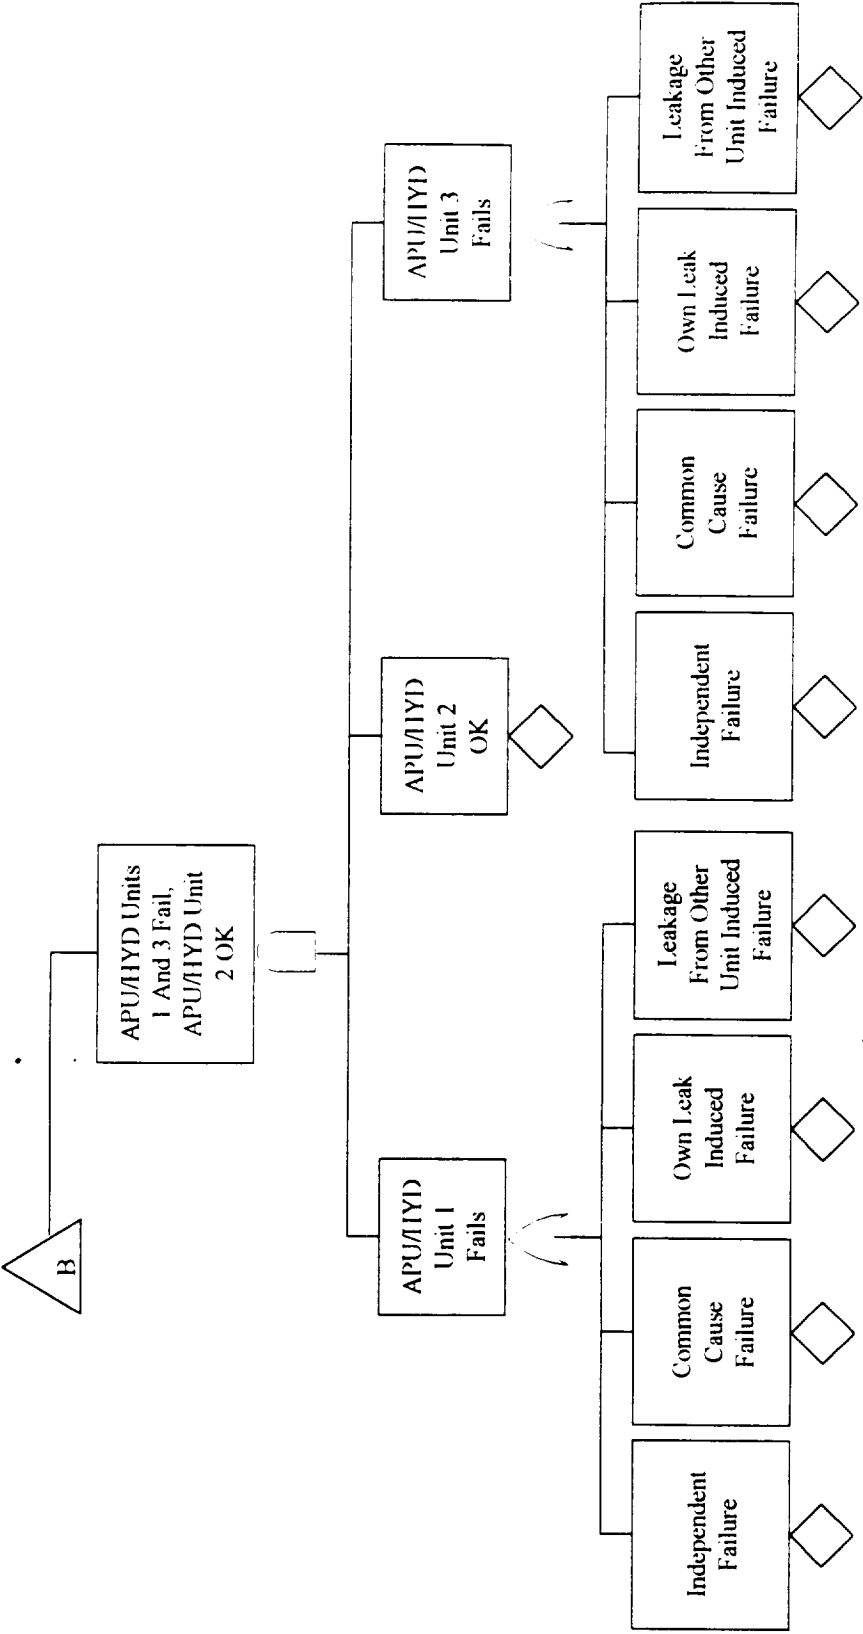 B
APU/HYD Units
1 And 3 Fail,
APU/HYD Unit
2 OK
APU/HYD
Unit 1
Fails
APU/HYD
Unit 2
OK
APU/HYD
Unit 3
Fails
Independent
Failure
Common
Cause
Failure
Own Leak
Induced
Failure
Leakage
From Other
Unit Induced
Failure
Independent
Failure
Common
Cause
Failure
Own Leak
Induced
Failure
Leakage
From Other
Unit Induced
Failure